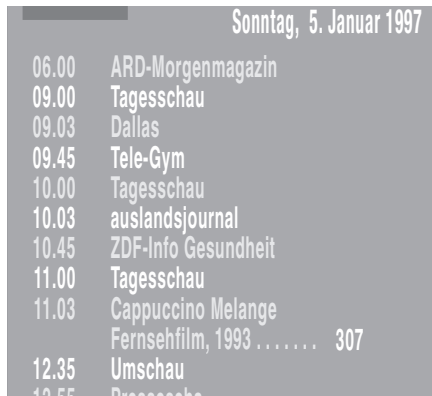 Sonntag, 5. Januar 1997
06.00 ARD-Morgenmagazin
09.00 Tagesschau
09.03 Dallas
09.45 Tele-Gym
10.00 Tagesschau
10.03 auslandsjournal
10.45 ZDF-Info Gesundheit
11.00 Tagesschau
11.03 Cappuccino Melange
Fernsehfilm, 1993 ....... 307
12.35 Umschau
12.55